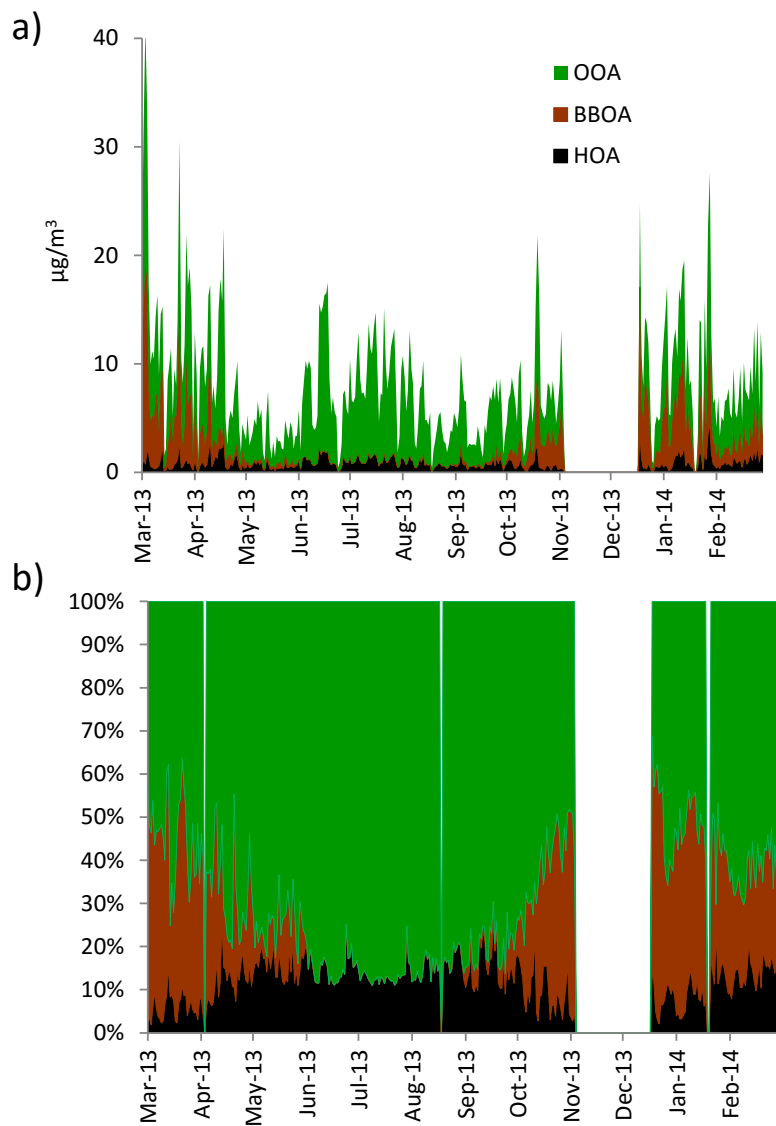 a)
40
30
20
10
0
µg/m³
OOA
BBOA
HOA
Mar-13
Apr-13
May-13
Jun-13
Jul-13
Aug-13
Sep-13
Oct-13
Nov-13
Dec-13
Jan-14
Feb-14
b)
100%
90%
80%
70%
60%
50%
40%
30%
20%
10%
0%
Mar-13
Apr-13
May-13
Jun-13
Jul-13
Aug-13
Sep-13
Oct-13
Nov-13
Dec-13
Jan-14
Feb-14